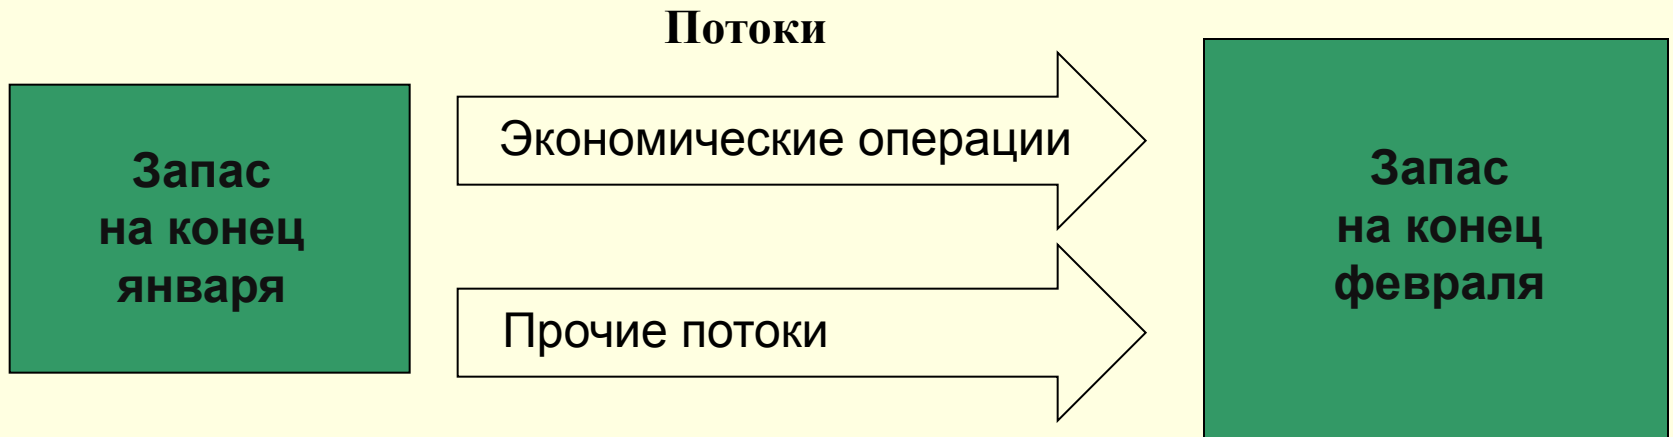 Потоки
Запас
на конец
января
Экономические операции
Прочие потоки
Запас
на конец
февраля